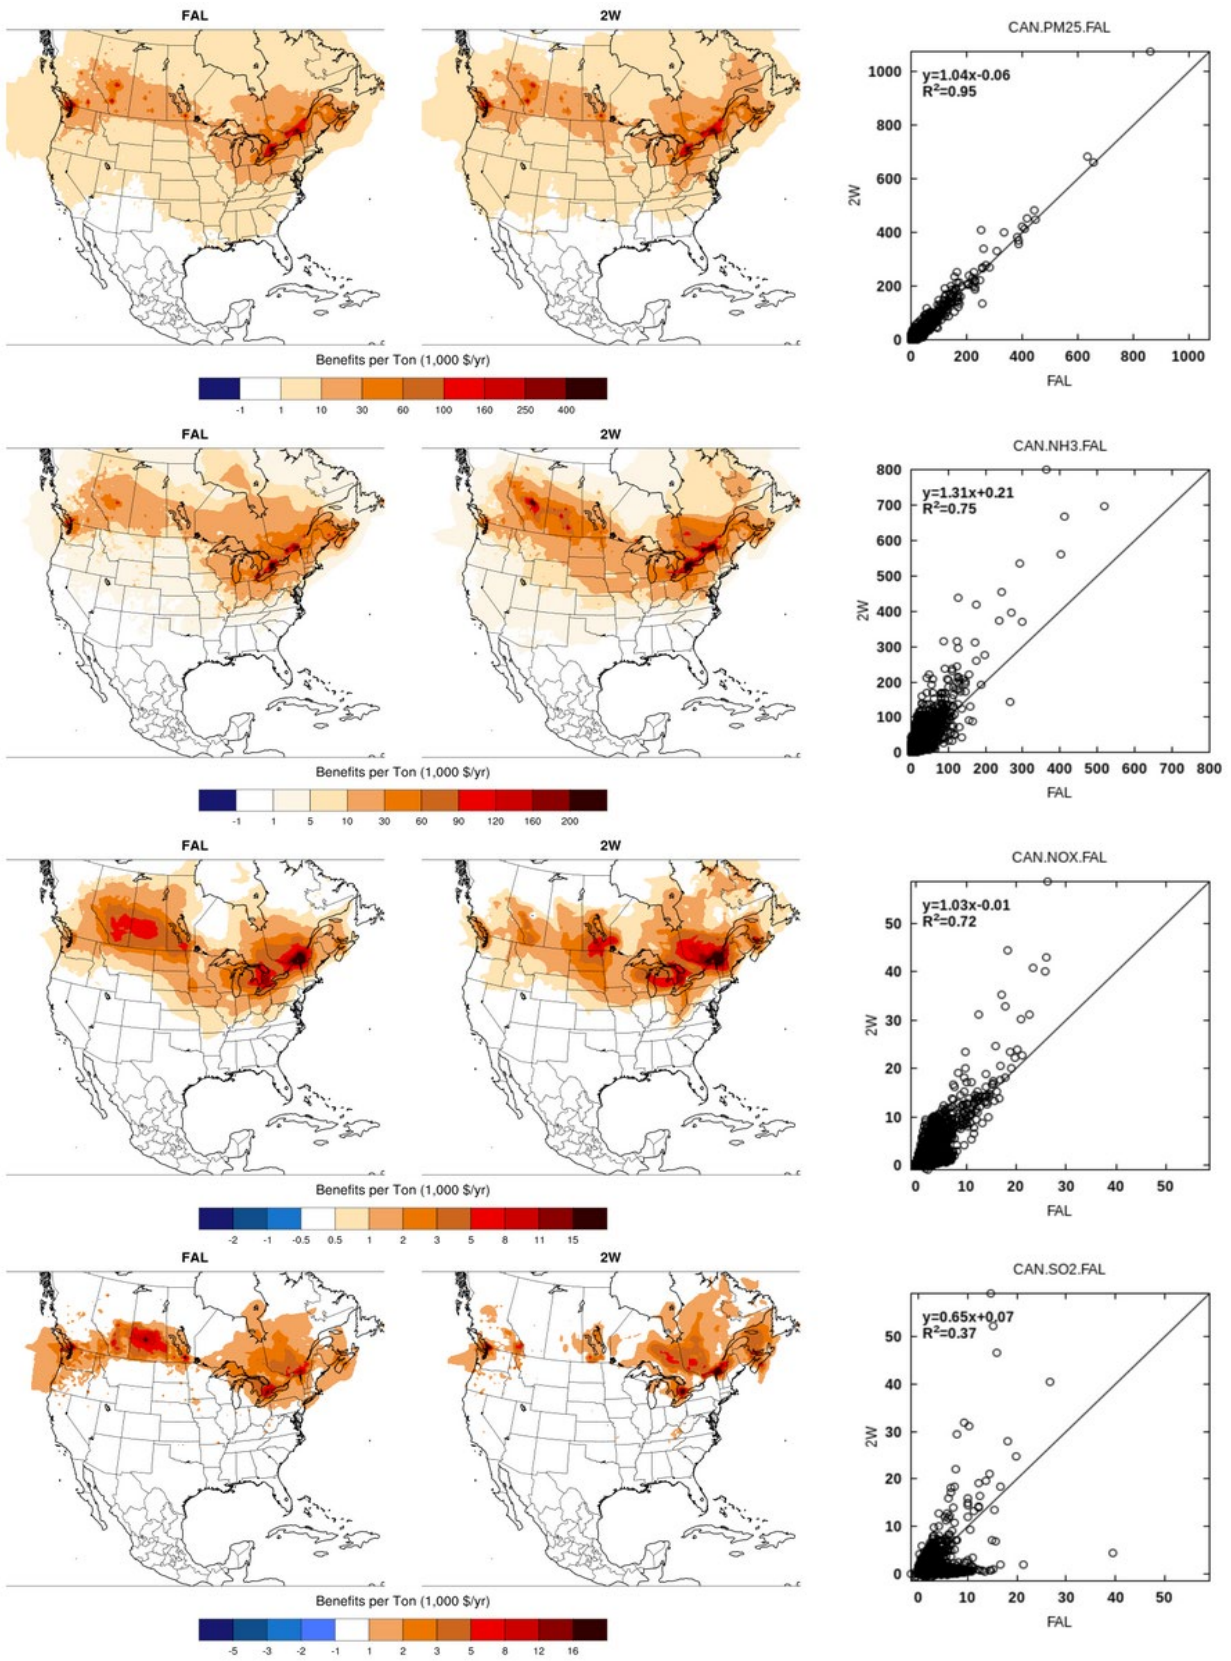 FAL
2W
CAN.PM25.FAL
y=1.04x-0.06
R²=0.95
1000
800
600
400
200
0
2W
0 200 400 600 800 1000
FAL
Benefits per Ton (1,000 $/yr)
-1 1 10 30 60 100 160 250 400
FAL
2W
CAN.NH3.FAL
y=1.31x+0.21
R²=0.75
800
700
600
500
400
300
200
100
0
2W
0 100 200 300 400 500 600 700 800
FAL
Benefits per Ton (1,000 $/yr)
-1 1 5 10 30 60 90 120 160 200
FAL
2W
CAN.NOX.FAL
y=1.03x-0.01
R²=0.72
50
40
30
20
10
0
2W
0 10 20 30 40 50
FAL
Benefits per Ton (1,000 $/yr)
-2 -1 -0.5 0.5 1 2 3 5 8 11 15
FAL
2W
CAN.SO2.FAL
y=0.65x+0.07
R²=0.37
50
40
30
20
10
0
2W
0 10 20 30 40 50
FAL
Benefits per Ton (1,000 $/yr)
-5 -3 -2 -1 1 2 3 5 8 12 16